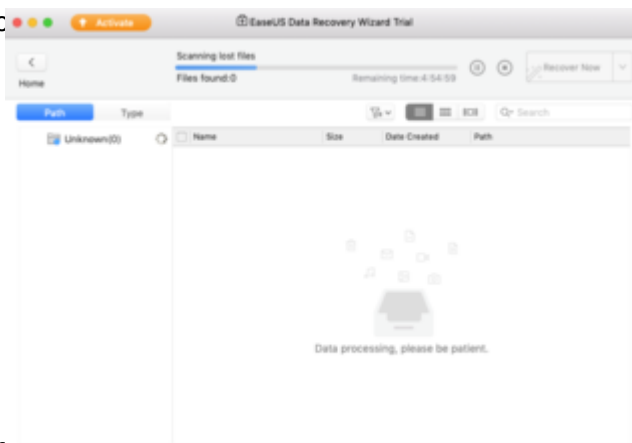 Activate
EaseUS Data Recovery Wizard Trial
Scanning lost files
Files found:0
Remaining time:4:54:59
Recover Now
Home
Path
Type
Search
Unknown(0)
Name
Size
Date Created
Path
Data processing, please be patient.